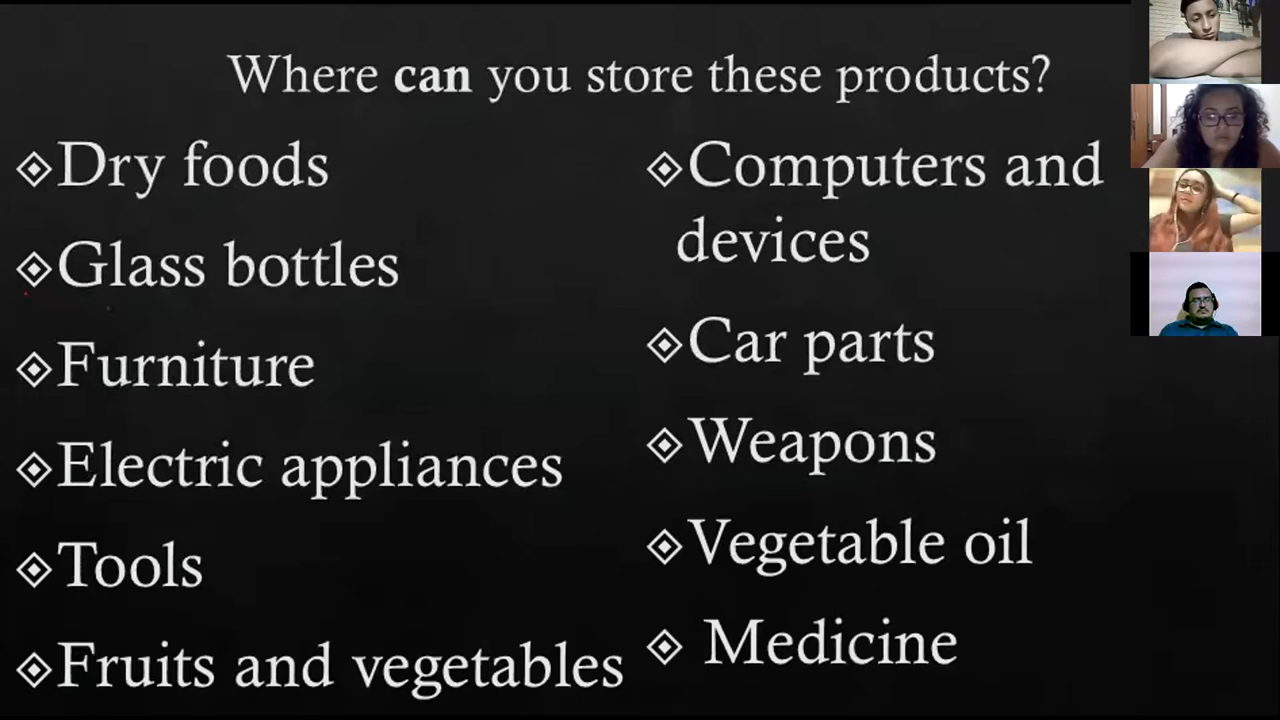 Where can you store these products?
Dry foods
Glass bottles
Furniture
Electric appliances
Tools
Fruits and vegetables
Computers and
devices
Car parts
Weapons
Vegetable oil
Medicine